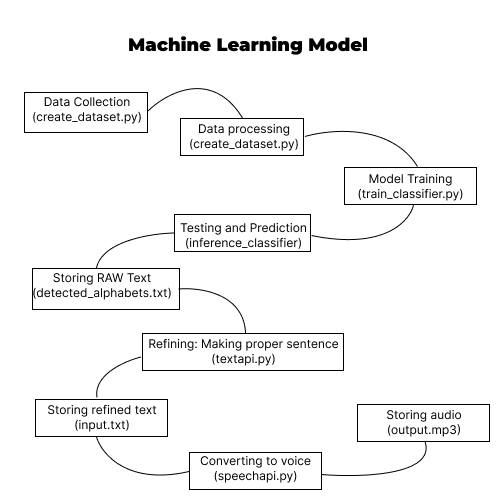 Machine Learning Model
Data Collection
(create_dataset.py)
Data processing
(create_dataset.py)
Model Training
(train_classifier.py)
Testing and Prediction
(inference_classifier)
Storing RAW Text
(detected_alphabets.txt)
Refining: Making proper sentence
(textapi.py)
Storing refined text
(input.txt)
Storing audio
(output.mp3)
Converting to voice
(speechapi.py)